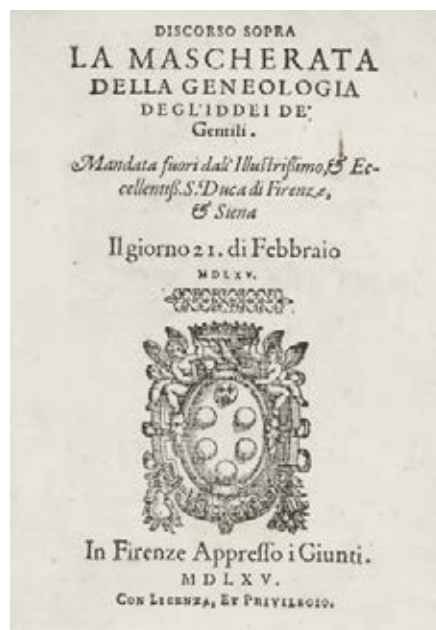 DISCORSO SOPRA
LA MASCHERATA
DELLA GENEOLOGIA
DEGL'IDDEI DE'
Gentili.
Mandata fuori dall'Illustrißimo, & Ec-
cellentiß. S. Duca di Firenze,
& Siena
Il giorno 21. di Febbraio
MDLXV.
In Firenze Appreſſo i Giunti.
MDLXV.
CON LICENZA, ET PRIVILEGIO.